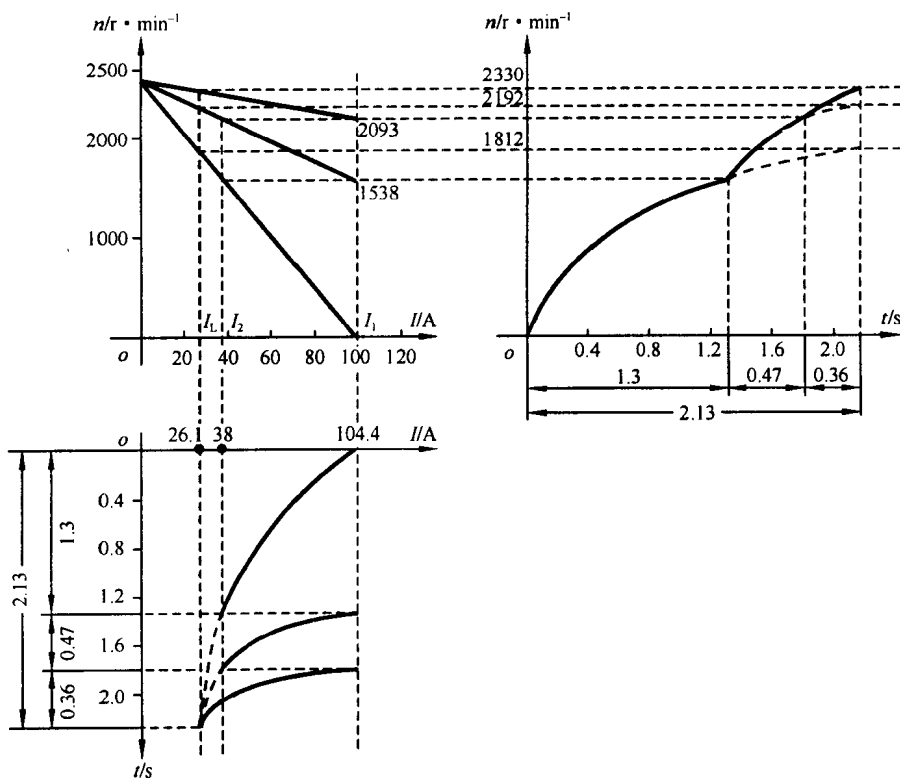 n/r · min⁻¹
2500
2000
1000
2093
1538
I_L
I_2
I_1
I/A
o
20
40
60
80
100
120
n/r · min⁻¹
2330
2192
1812
t/s
o
0.4
0.8
1.2
1.6
2.0
1.3
0.47
0.36
2.13
o
26.1
38
104.4
I/A
0.4
0.8
1.2
1.6
2.0
1.3
0.47
0.36
2.13
t/s